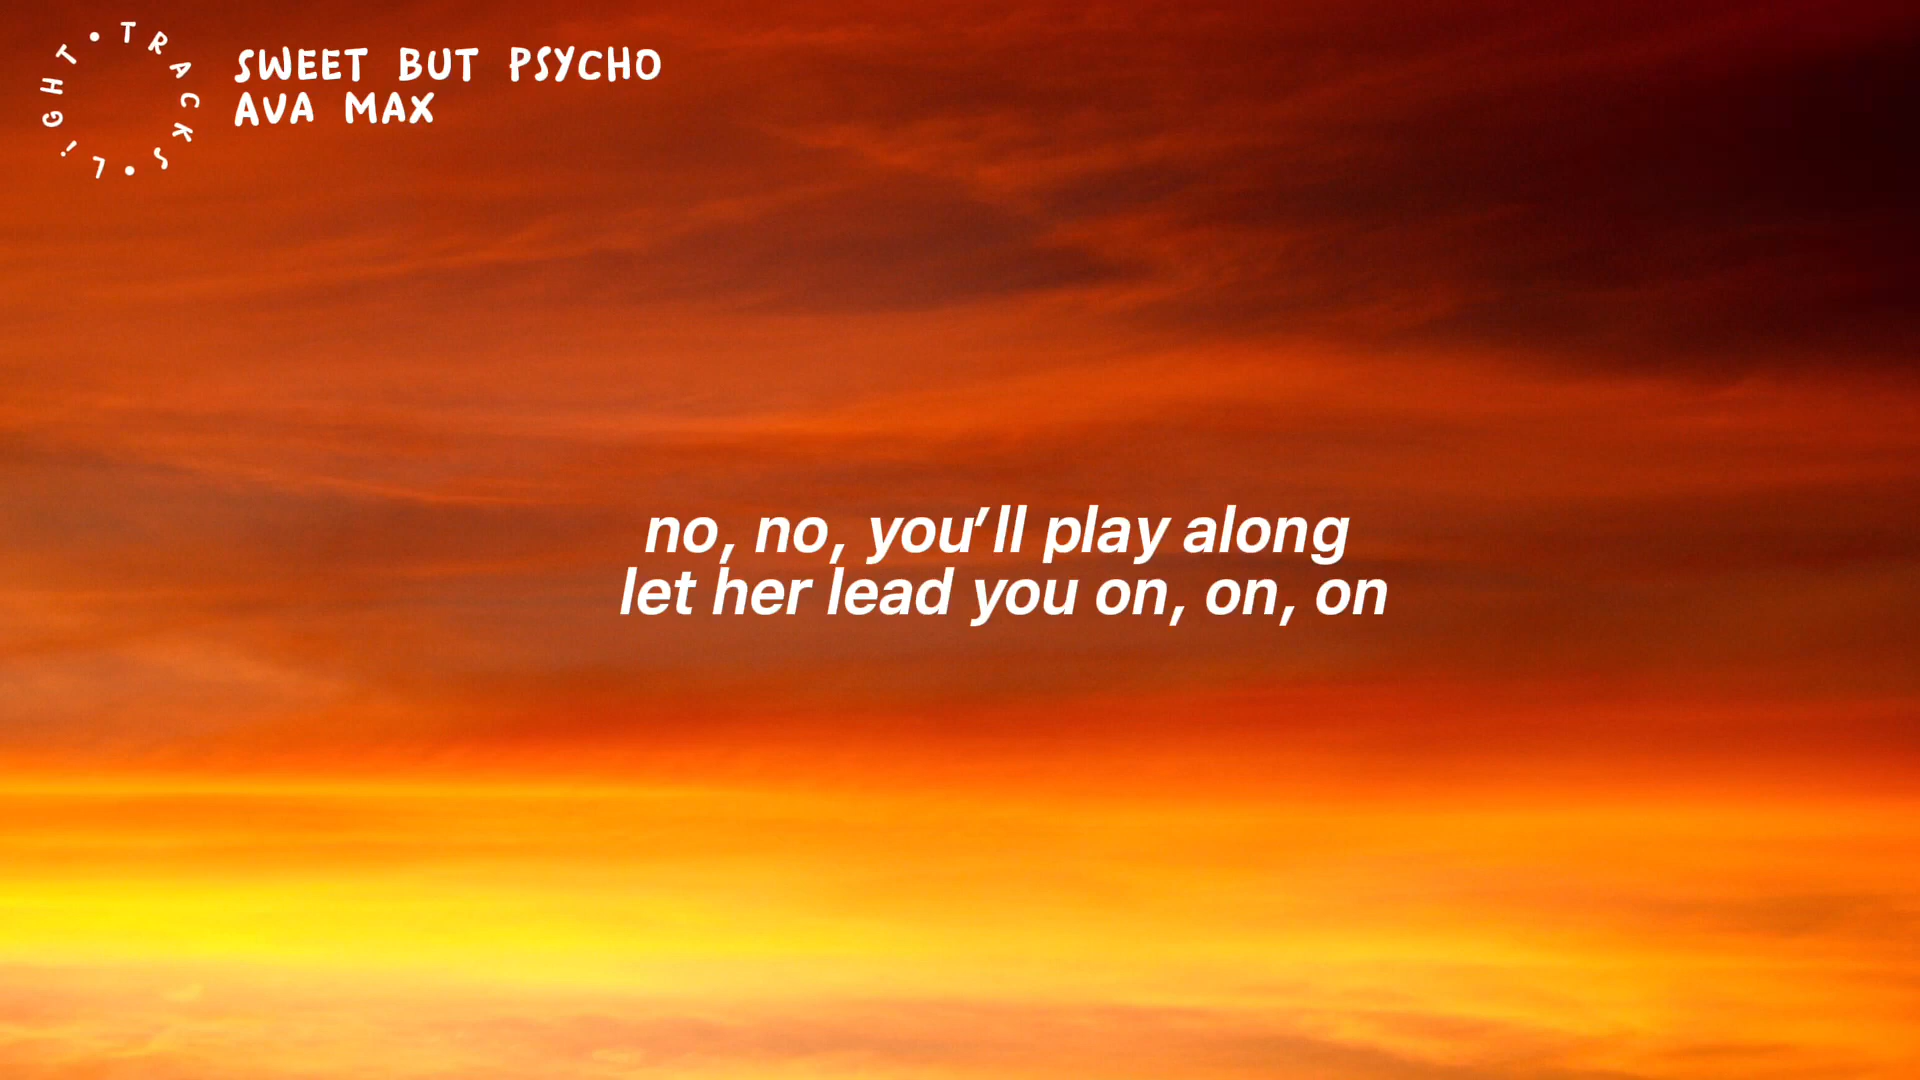 LIGHT • TRACKS •
SWEET BUT PSYCHO
AVA MAX
no, no, you'll play along
let her lead you on, on, on